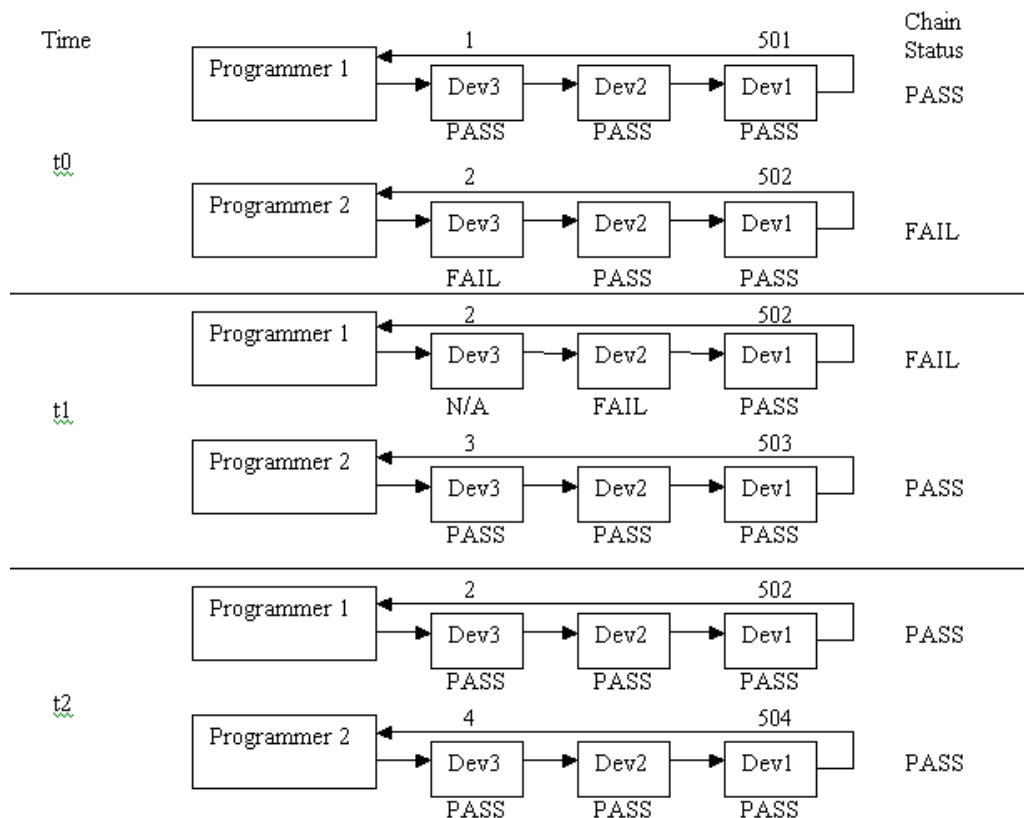 Time
Chain
Status
1 501
Programmer 1
Dev3 Dev2 Dev1
PASS
PASS PASS PASS
t0
2 502
Programmer 2
Dev3 Dev2 Dev1
FAIL
FAIL PASS PASS
2 502
Programmer 1
Dev3 Dev2 Dev1
FAIL
N/A FAIL PASS
t1
3 503
Programmer 2
Dev3 Dev2 Dev1
PASS
PASS PASS PASS
2 502
Programmer 1
Dev3 Dev2 Dev1
PASS
PASS PASS PASS
t2
4 504
Programmer 2
Dev3 Dev2 Dev1
PASS
PASS PASS PASS